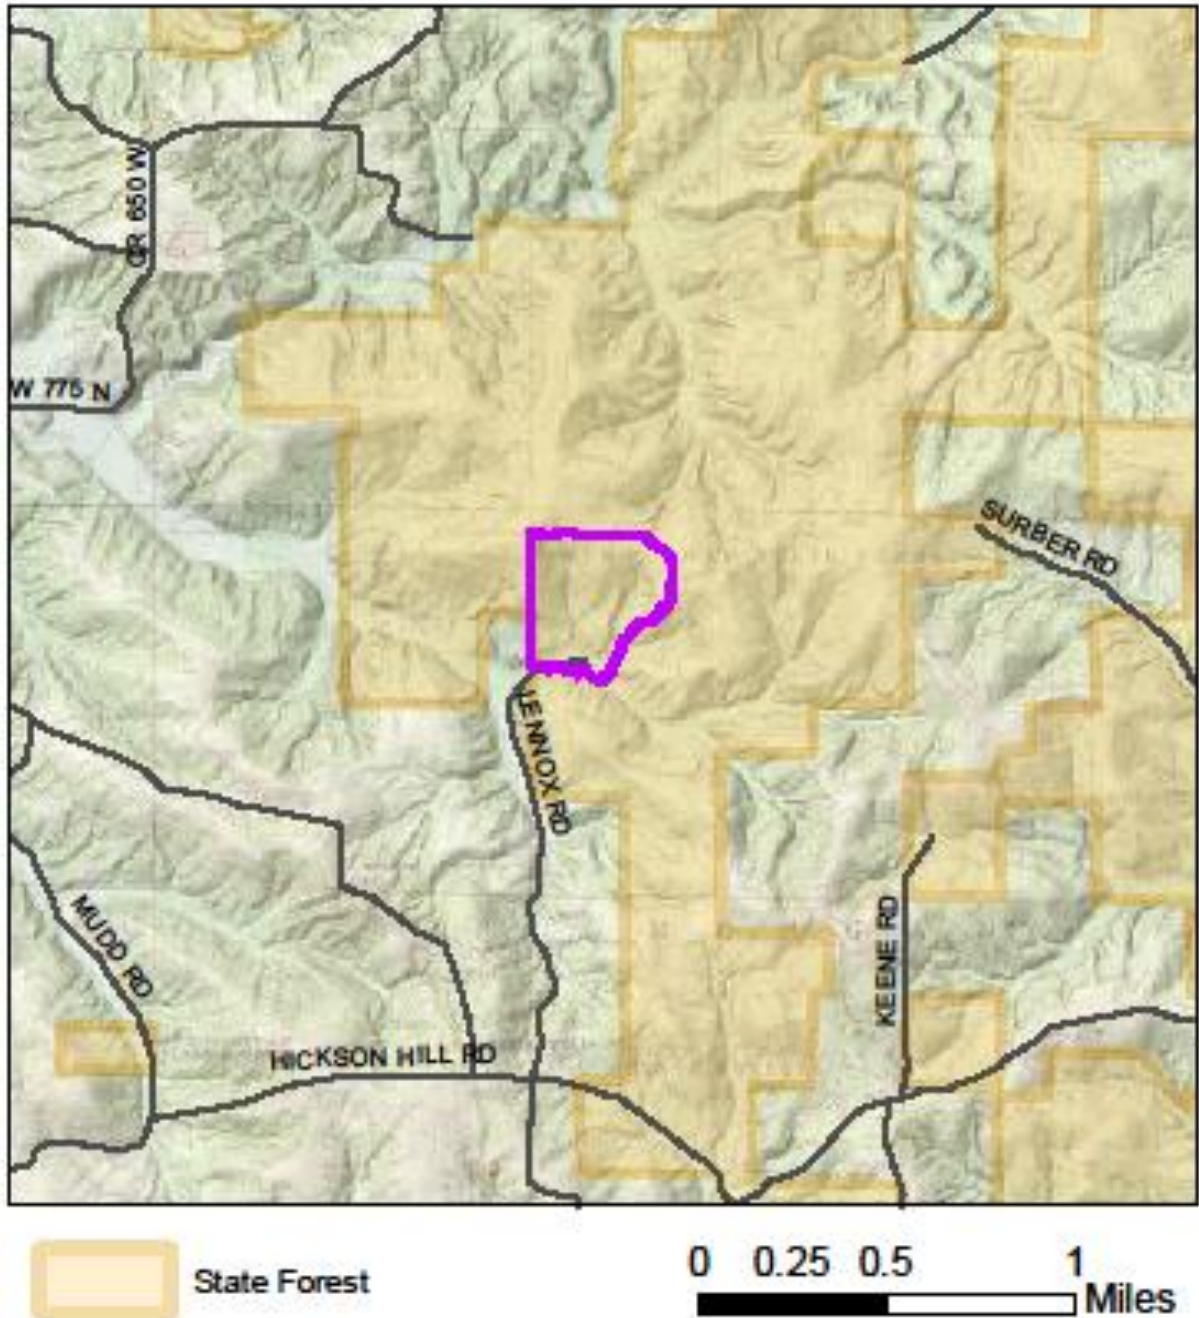 CR 650 W
W 775 N
SURBER RD
LENNOX RD
MUDD RD
KEENE RD
HICKSON HILL RD
State Forest
0 0.25 0.5 1
Miles